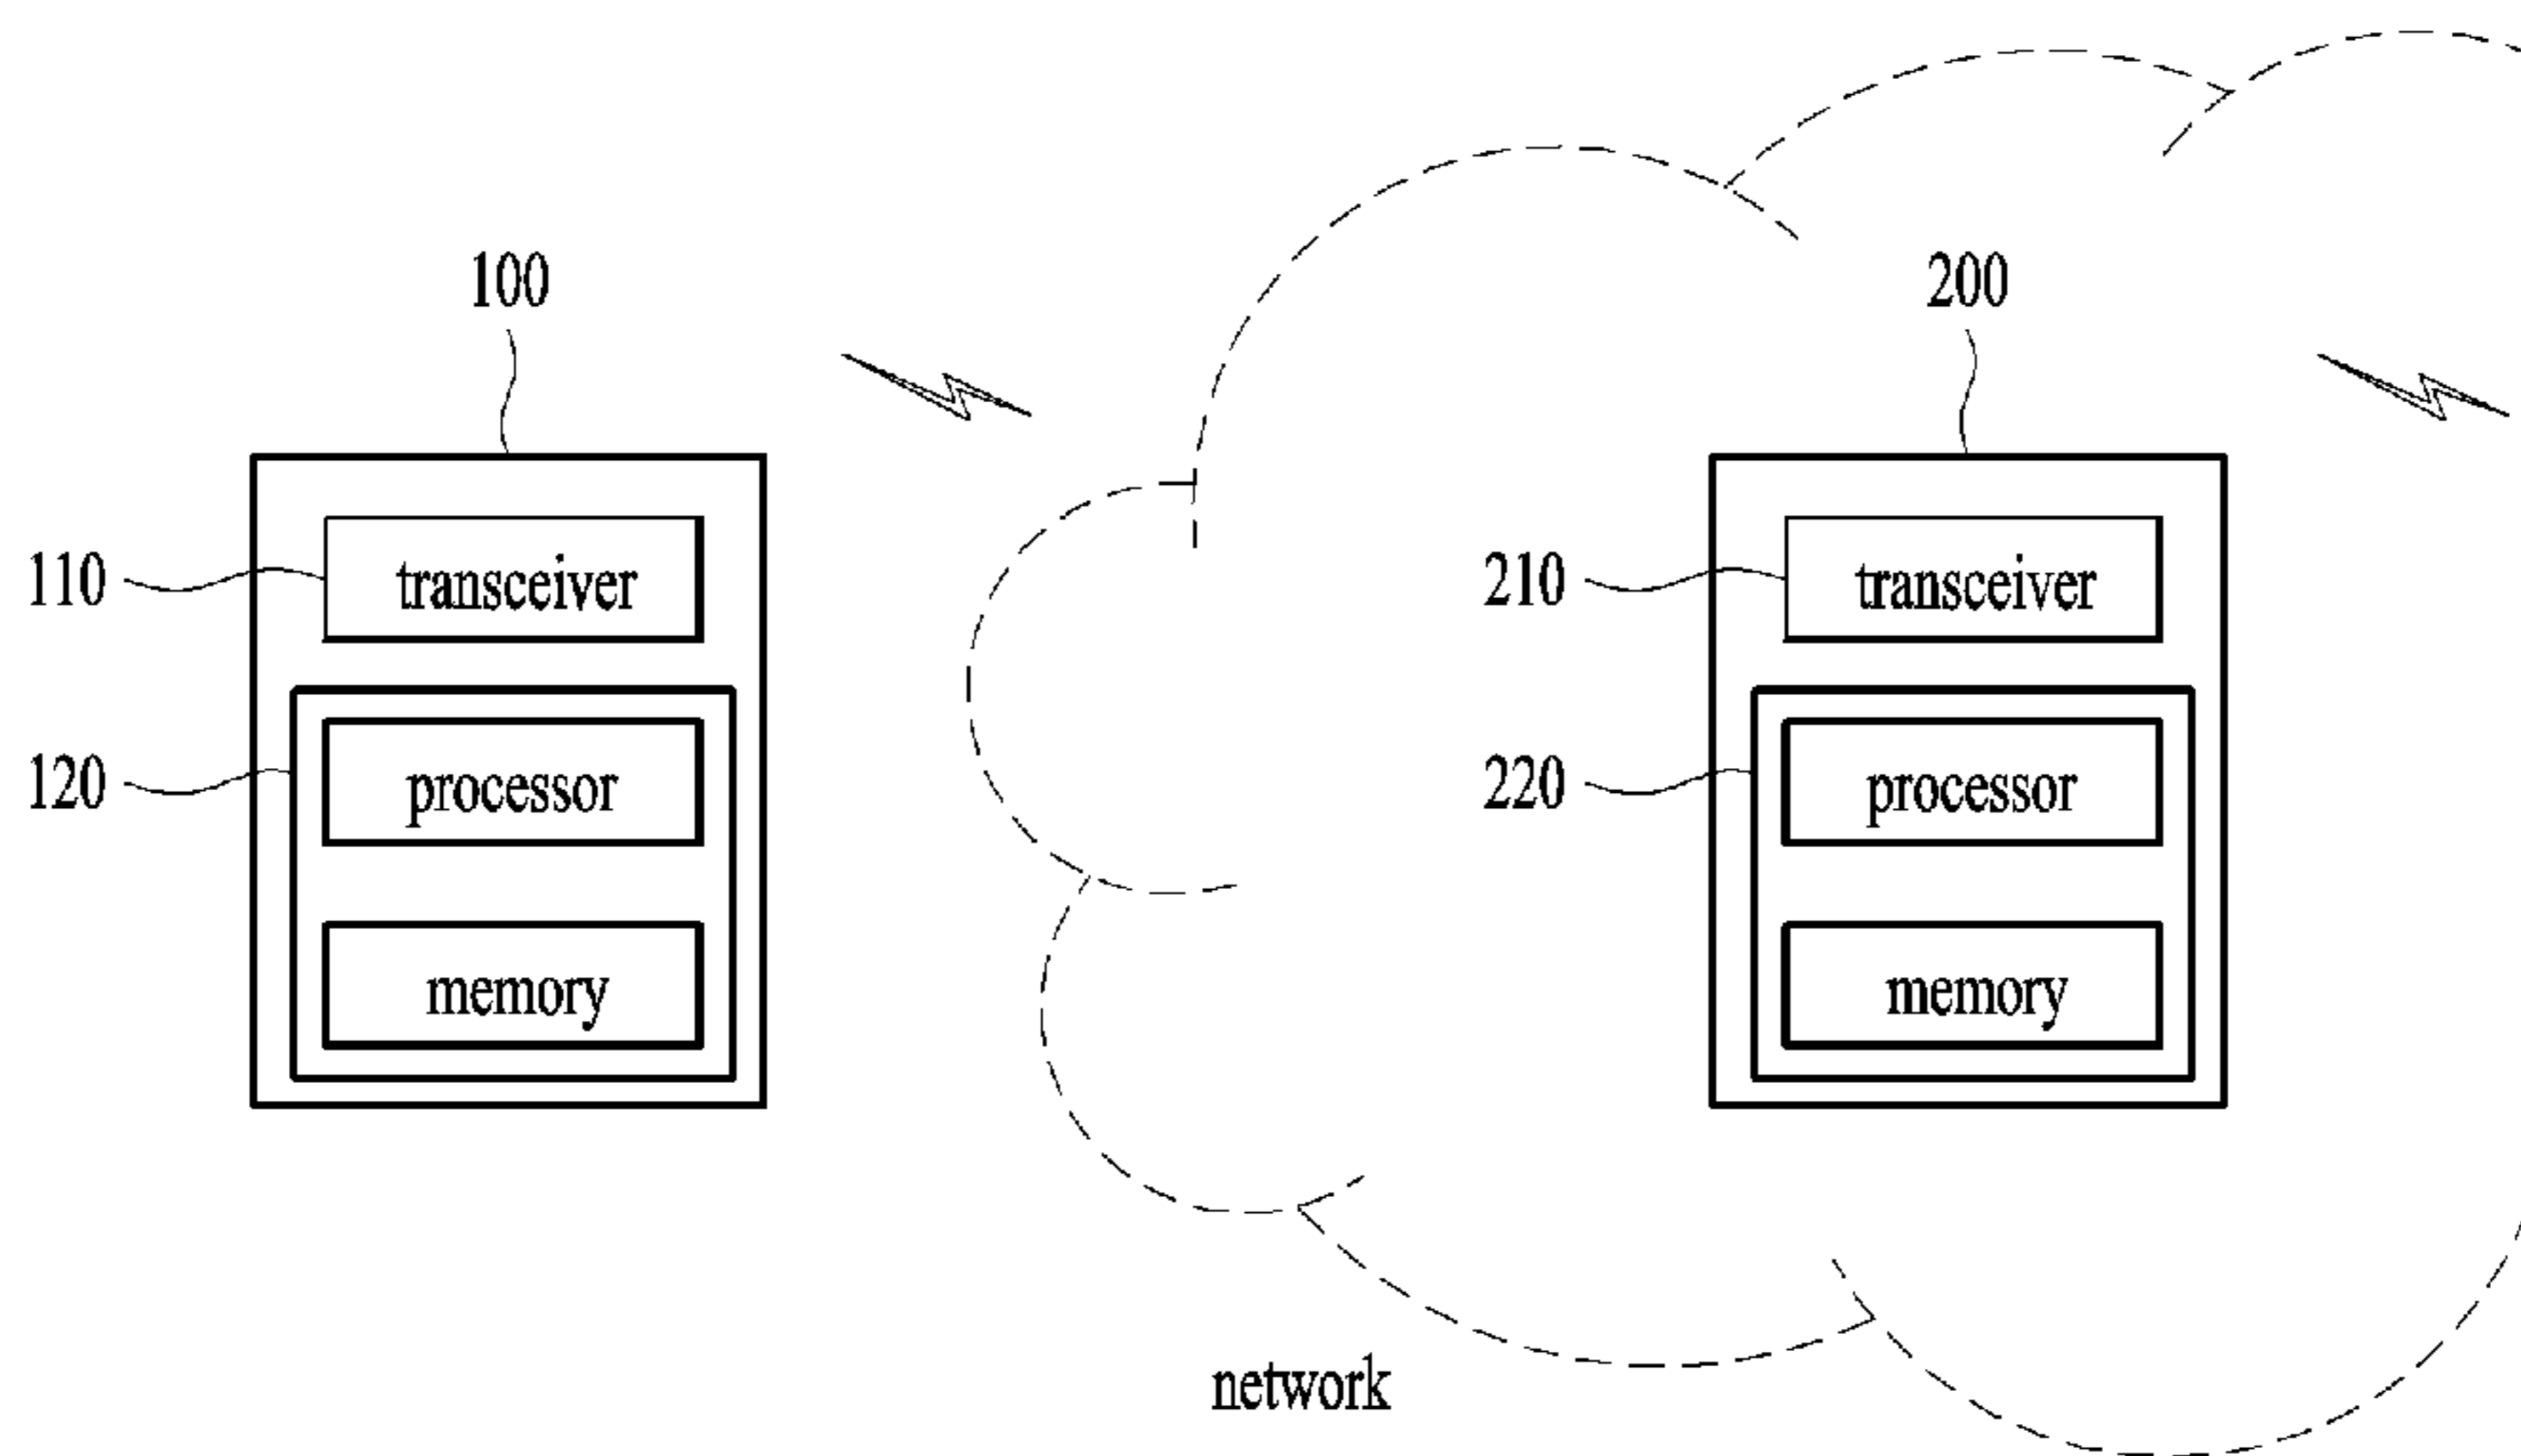 100
200
110
transceiver
210
transceiver
120
processor
220
processor
memory
memory
network